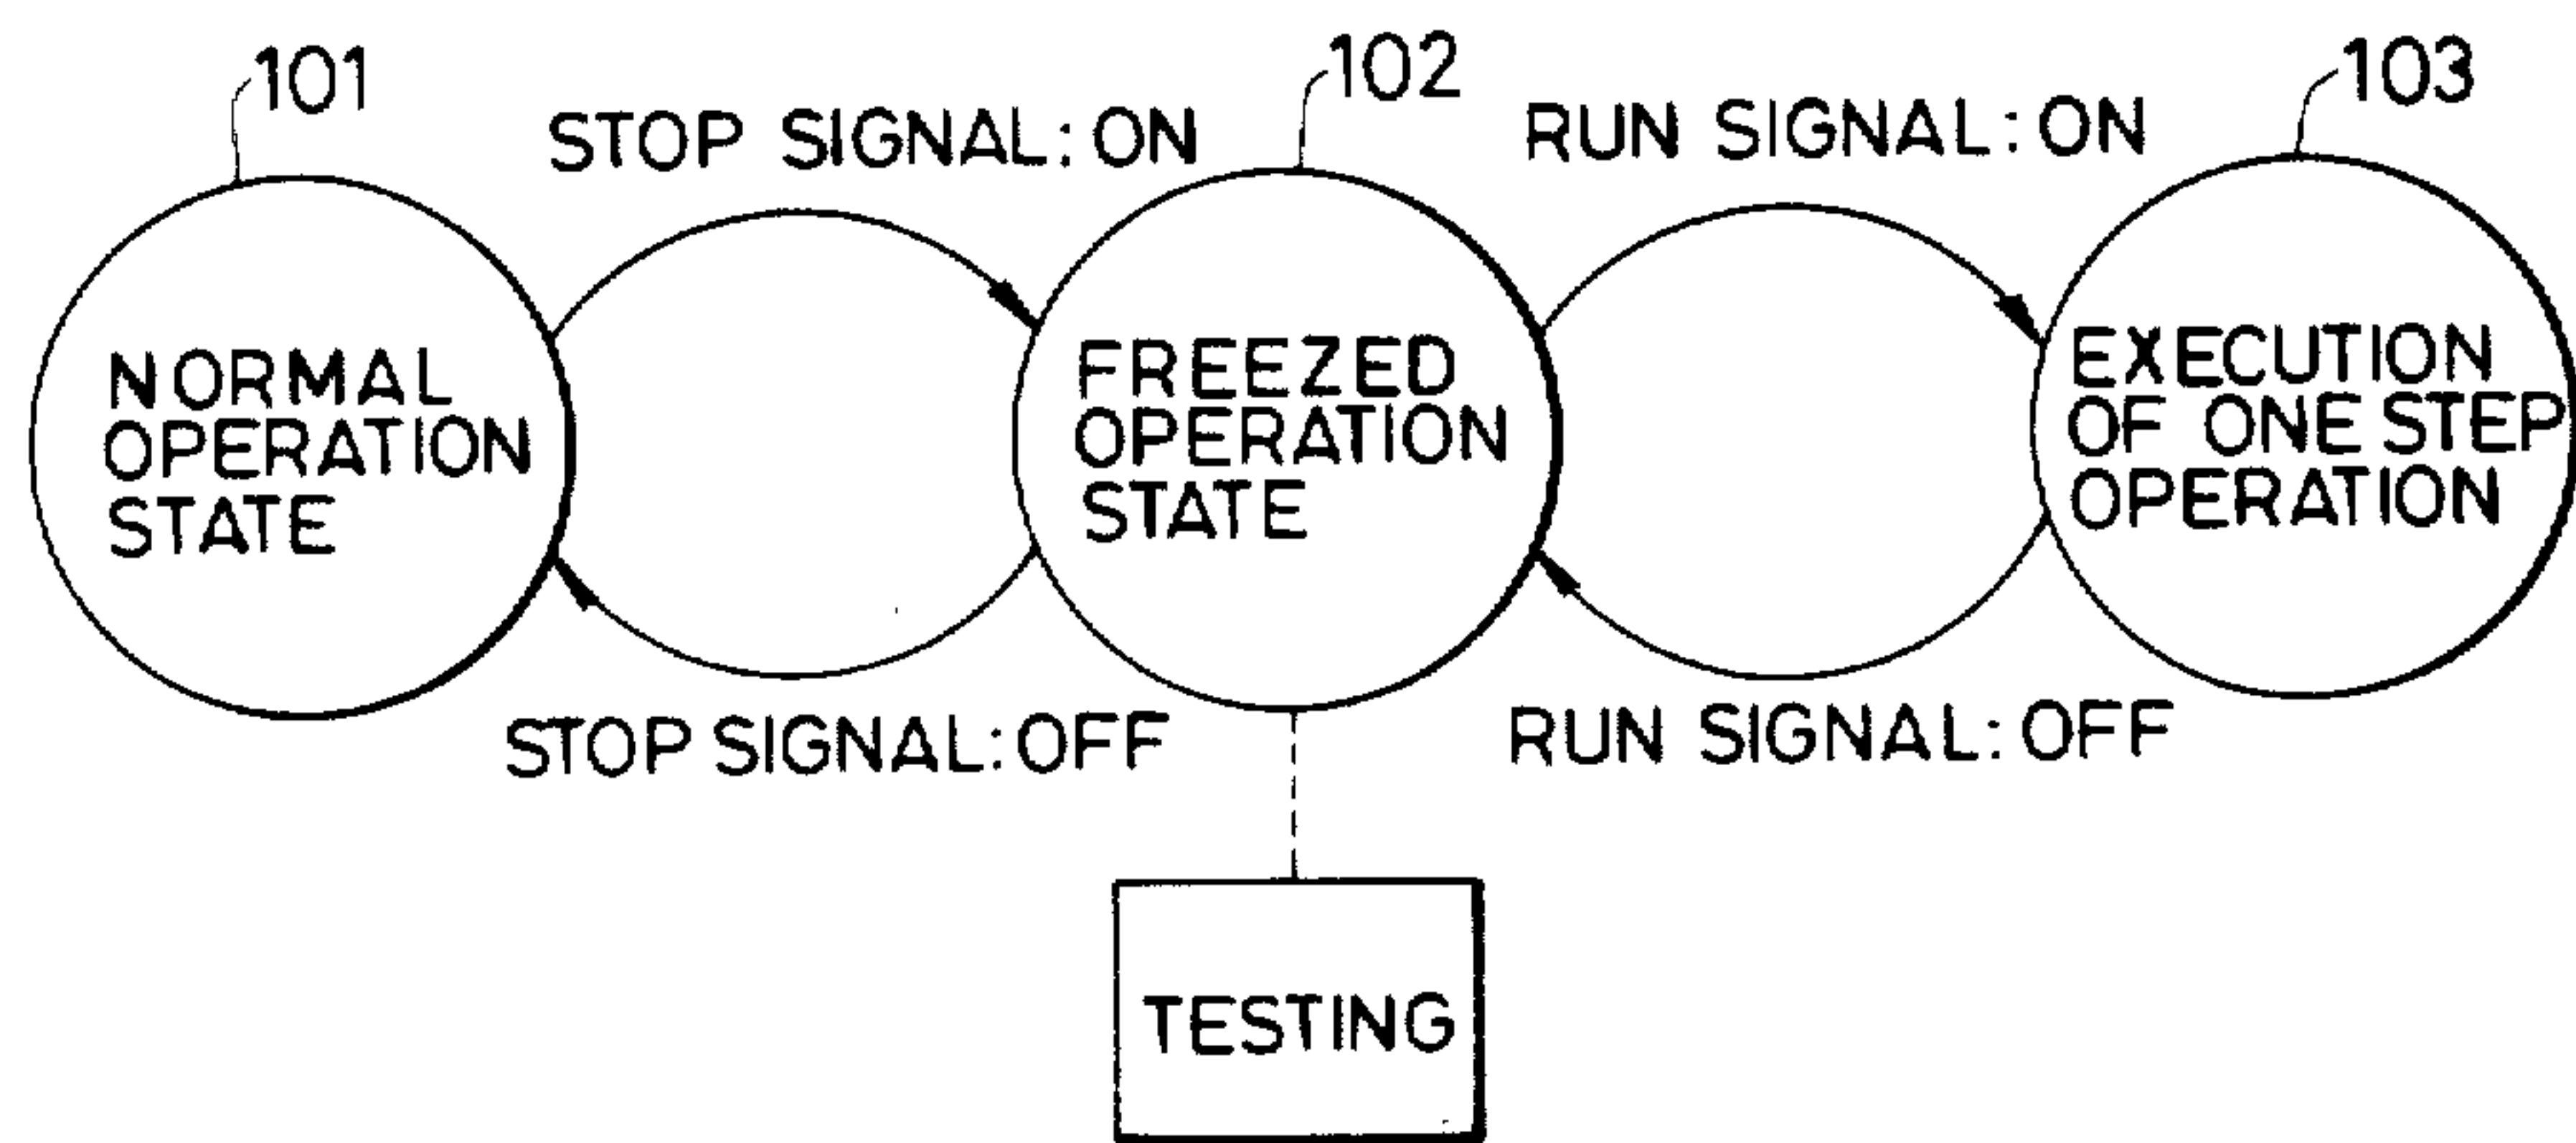 101
102
103
STOP SIGNAL: ON
RUN SIGNAL: ON
NORMAL
OPERATION
STATE
FREEZED
OPERATION
STATE
EXECUTION
OF ONE STEP
OPERATION
STOP SIGNAL: OFF
RUN SIGNAL: OFF
TESTING